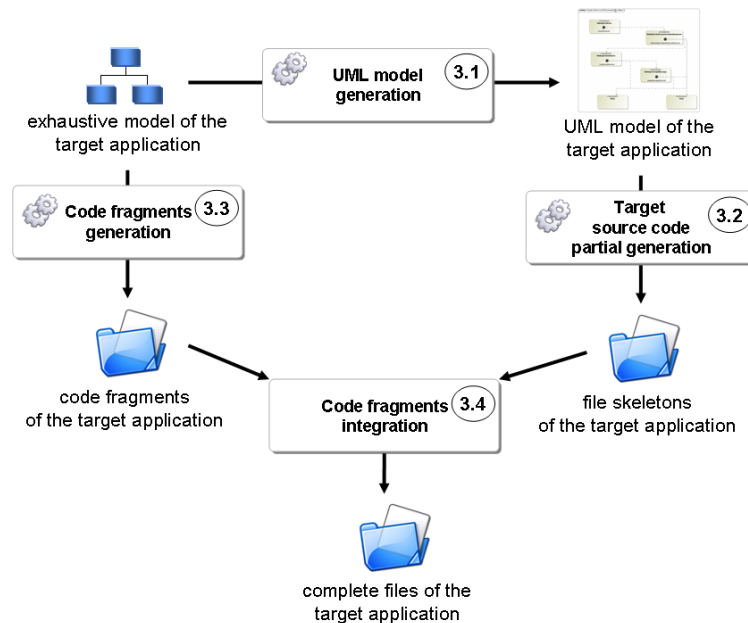 UML model
generation
3.1
exhaustive model of the
target application
UML model of the
target application
Code fragments
generation
3.3
Target
source code
partial generation
3.2
code fragments
of the target application
Code fragments
integration
3.4
file skeletons
of the target application
complete files of the
target application